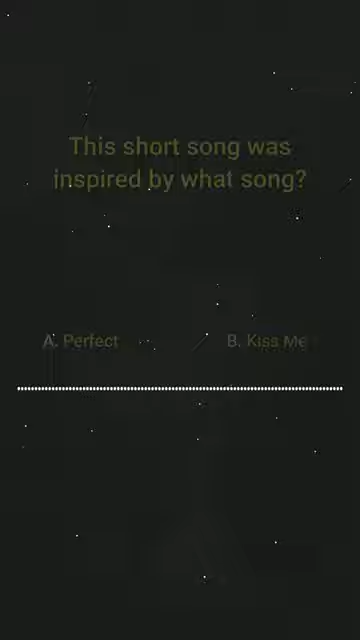 This short song was
inspired by what song?
A. Perfect
B. Kiss Me